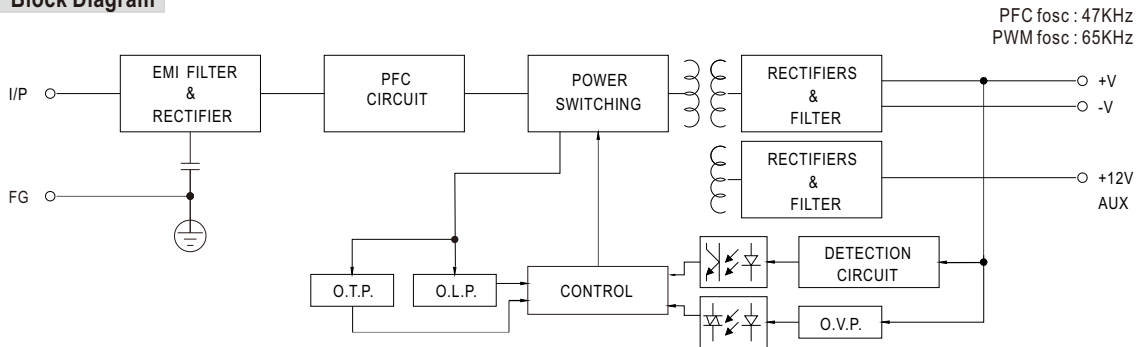 Block Diagram
PFC fosc : 47KHz
PWM fosc : 65KHz
I/P
EMI FILTER
&
RECTIFIER
PFC
CIRCUIT
POWER
SWITCHING
RECTIFIERS
&
FILTER
+V
-V
RECTIFIERS
&
FILTER
+12V
AUX
FG
DETECTION
CIRCUIT
O.T.P.
O.L.P.
CONTROL
O.V.P.